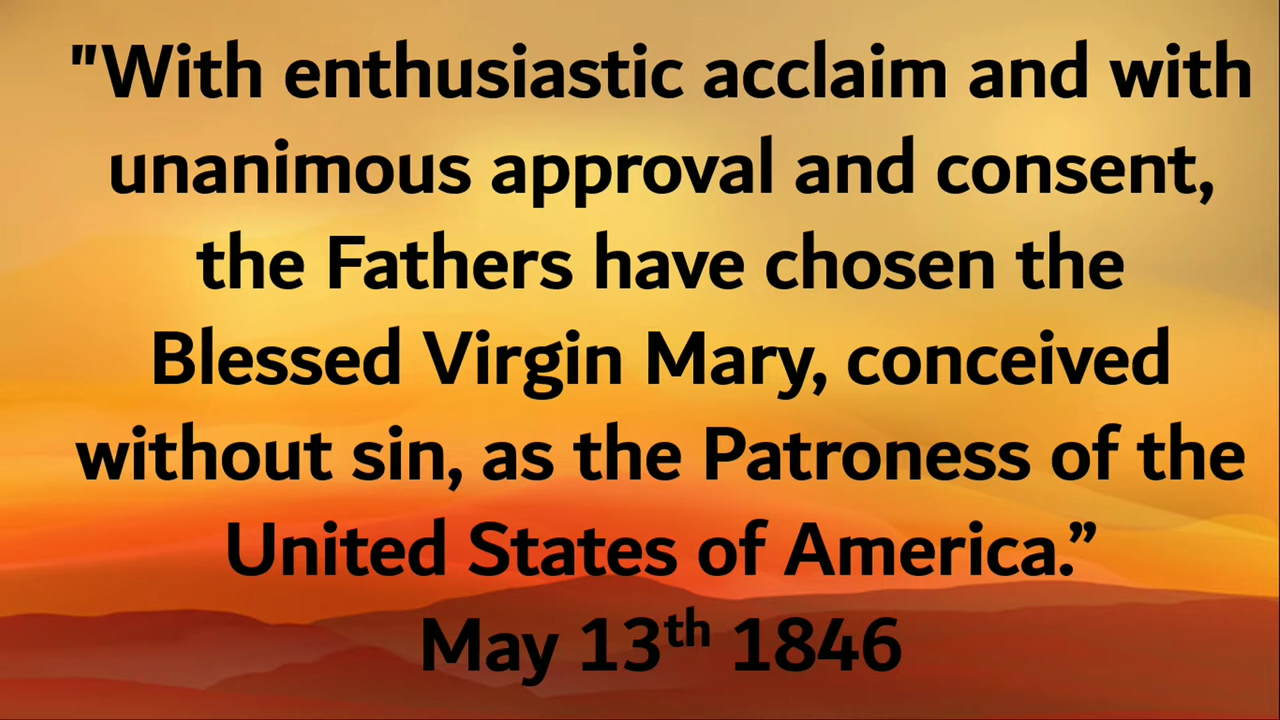 "With enthusiastic acclaim and with
unanimous approval and consent,
the Fathers have chosen the
Blessed Virgin Mary, conceived
without sin, as the Patroness of the
United States of America.”
May 13th 1846